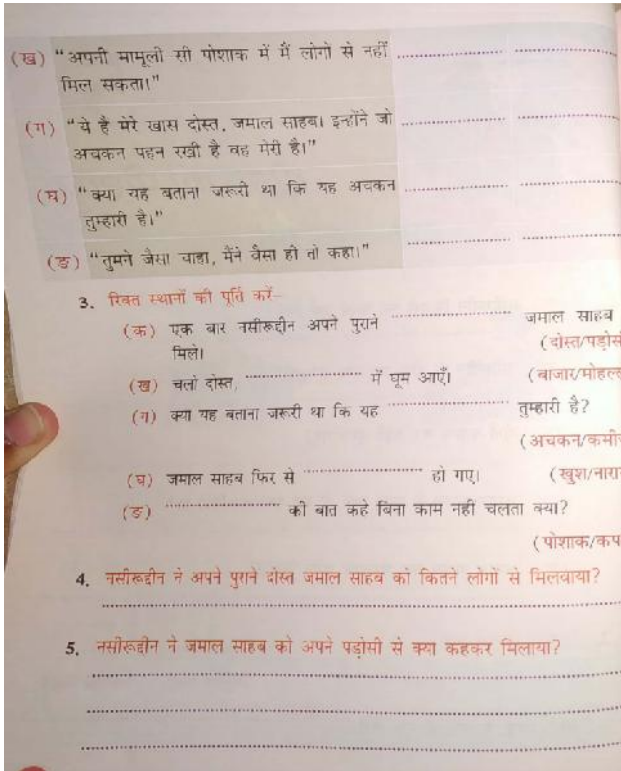 (ख) “अपनी मामूली सी पोशाक में मैं लोगों से नहीं ........................ ........................
मिल सकता।”
(ग) “ये है मेरे खास दोस्त, जमाल साहब। इन्होंने जो ........................ ........................
अचकन पहन रखी है वह मेरी है।”
(घ) “क्या यह बताना जरूरी था कि यह अचकन ........................ ........................
तुम्हारी है।”
(ङ) “तुमने जैसा चाहा, मैंने वैसा ही तो कहा।” ........................ ........................
3. रिक्त स्थानों की पूर्ति करें–
(क) एक बार नसीरूद्दीन अपने पुराने ........................ जमाल साहब
मिले। (दोस्त/पड़ोस
(ख) चलो दोस्त, ........................ में घूम आएँ। (बाजार/मोहल्ल
(ग) क्या यह बताना जरूरी था कि यह ........................ तुम्हारी है?
(अचकन/कमी
(घ) जमाल साहब फिर से ........................ हो गए। (खुश/नारा
(ङ) ........................ की बात कहे बिना काम नहीं चलता क्या?
(पोशाक/कप
4. नसीरूद्दीन ने अपने पुराने दोस्त जमाल साहब को कितने लोगों से मिलवाया?
5. नसीरूद्दीन ने जमाल साहब को अपने पड़ोसी से क्या कहकर मिलाया?